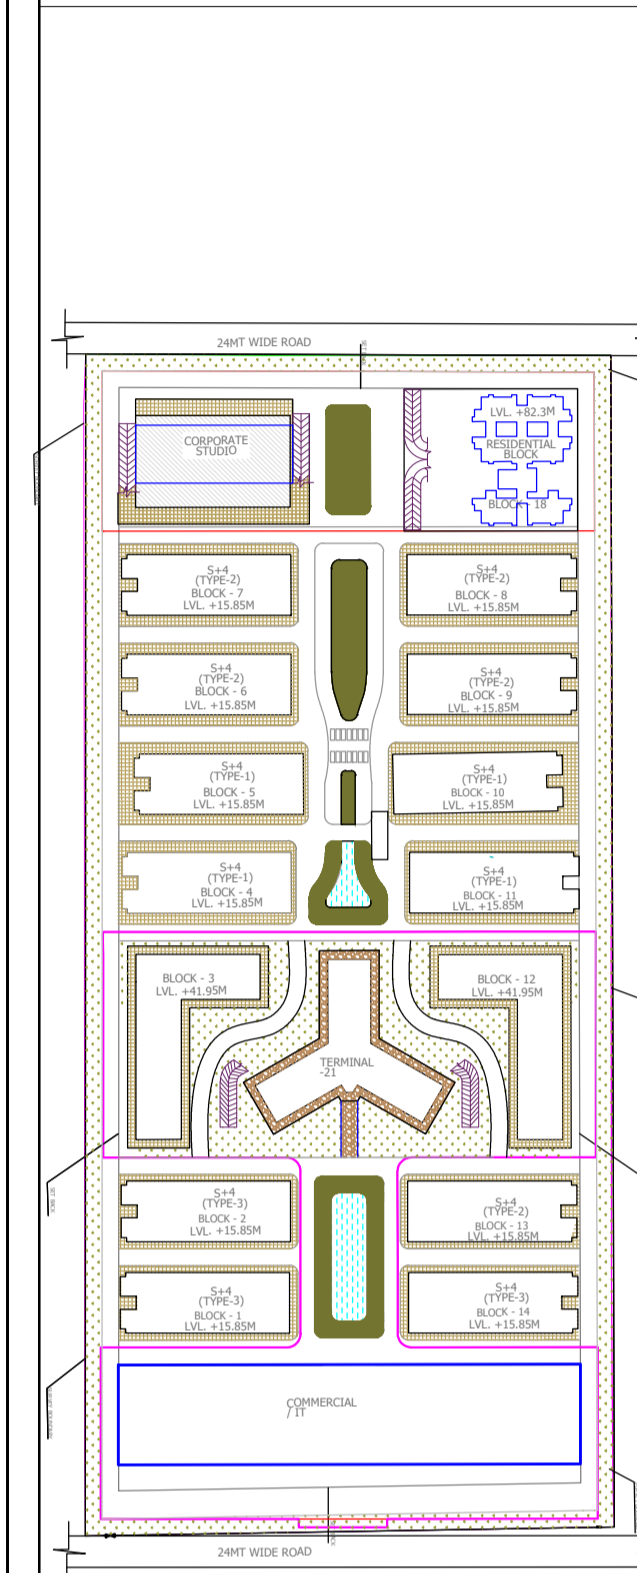 24MT WIDE ROAD
SET BACK
CORPORATE
STUDIO
LVL. +82.3M
RESIDENTIAL
BLOCK
BLOCK - 18
S+4
(TYPE-2)
BLOCK - 7
LVL. +15.85M
S+4
(TYPE-2)
BLOCK - 8
LVL. +15.85M
S+4
(TYPE-2)
BLOCK - 6
LVL. +15.85M
S+4
(TYPE-2)
BLOCK - 9
LVL. +15.85M
S+4
(TYPE-1)
BLOCK - 5
LVL. +15.85M
S+4
(TYPE-1)
BLOCK - 10
LVL. +15.85M
S+4
(TYPE-1)
BLOCK - 4
LVL. +15.85M
S+4
(TYPE-1)
BLOCK - 11
LVL. +15.85M
BLOCK - 3
LVL. +41.95M
BLOCK - 12
LVL. +41.95M
TERMINAL
-21
SET BACK
S+4
(TYPE-3)
BLOCK - 2
LVL. +15.85M
S+4
(TYPE-2)
BLOCK - 13
LVL. +15.85M
S+4
(TYPE-3)
BLOCK - 1
LVL. +15.85M
S+4
(TYPE-3)
BLOCK - 14
LVL. +15.85M
COMMERCIAL
/ IT
24MT WIDE ROAD